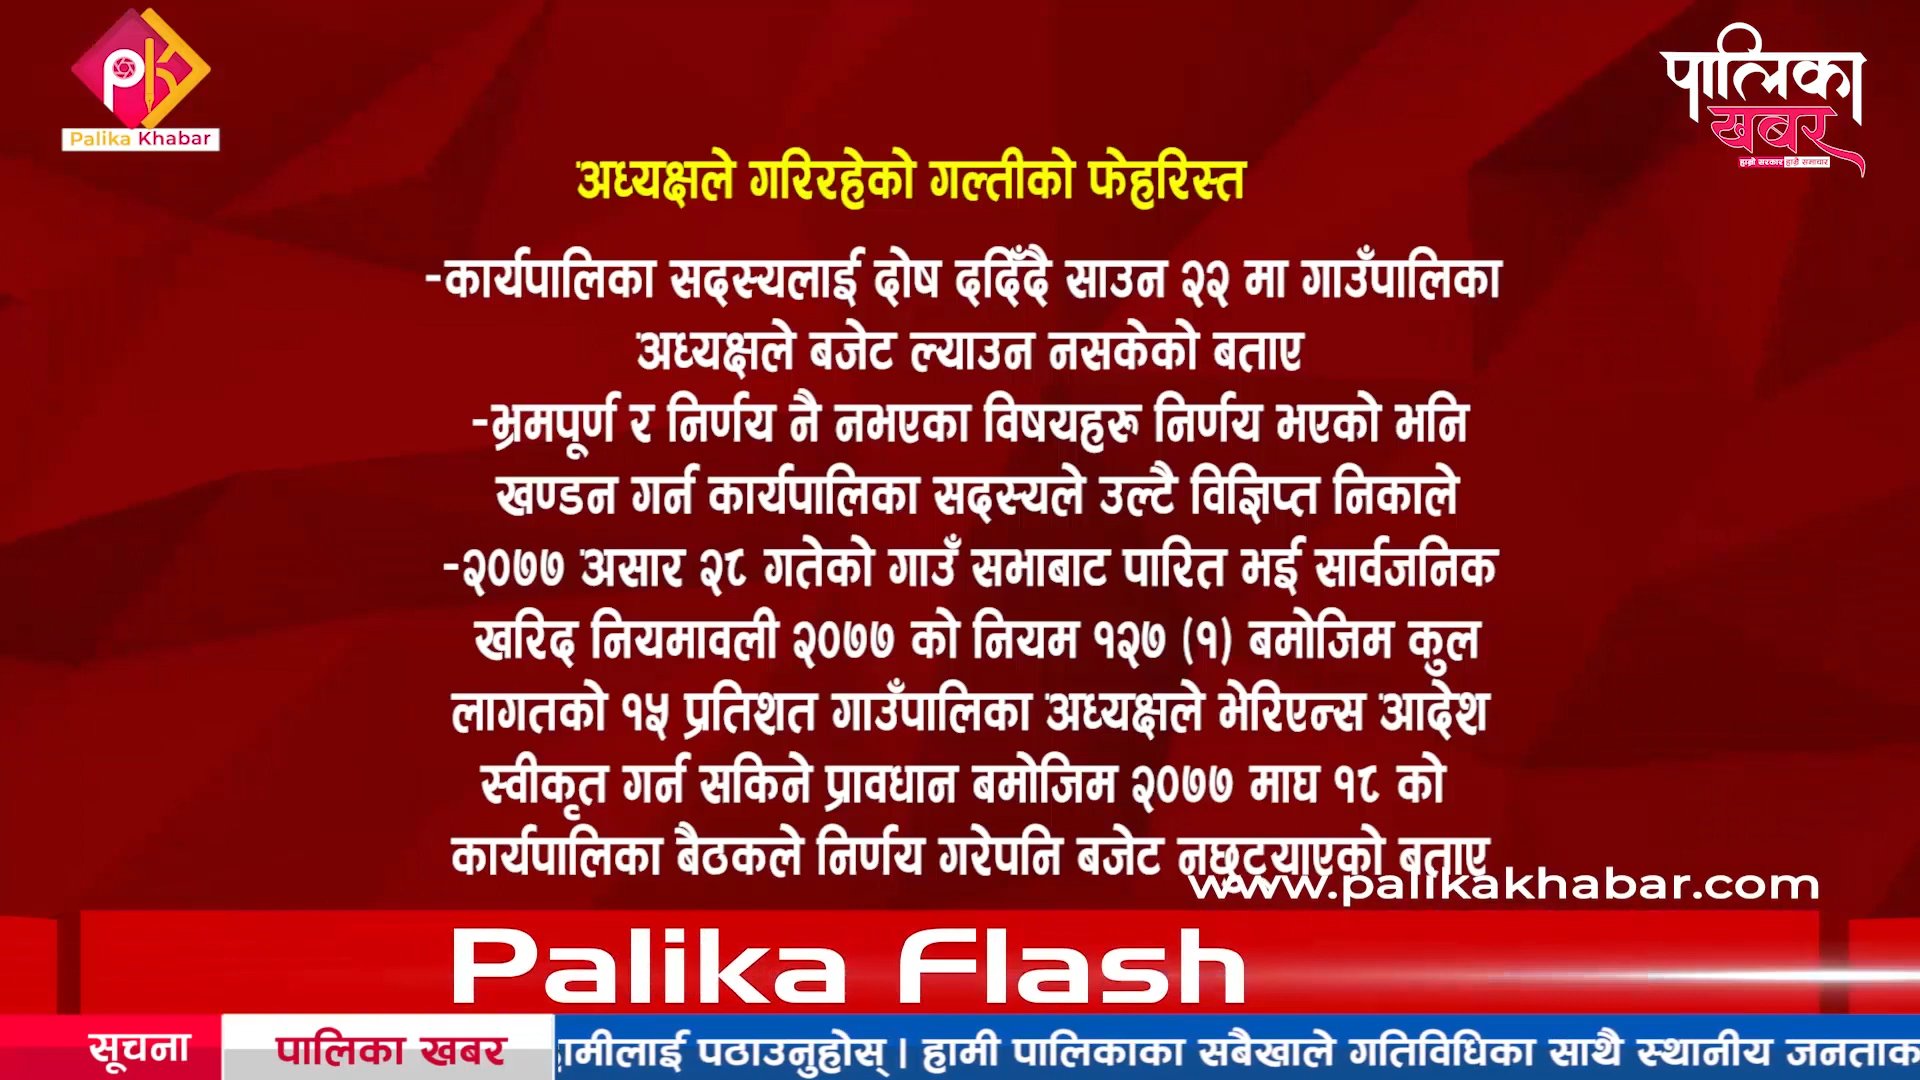 Palika Khabar
पालिका
खबर
हाम्रो सरकार हाम्रो समाचार
अध्यक्षले गरिरहेको गल्तीको फेहरिस्त
-कार्यपालिका सदस्यलाई दोष ददिँदै साउन २२ मा गाउँपालिका
अध्यक्षले बजेट ल्याउन नसकेको बताए
-भ्रमपूर्ण र निर्णय नै नभएका विषयहरू निर्णय भएको भनि
खण्डन गर्न कार्यपालिका सदस्यले उल्टै विज्ञिप्त निकाले
-२०७७ असार २८ गतेको गाउँ सभाबाट पारित भई सार्वजनिक
खरिद नियमावली २०७७ को नियम १२७ (१) बमोजिम कुल
लागतको १५ प्रतिशत गाउँपालिका अध्यक्षले भेरिएन्स आदेश
स्वीकृत गर्न सकिने प्रावधान बमोजिम २०७७ माघ १८ को
कार्यपालिका बैठकले निर्णय गरेपनि बजेट नछुट्याएको बताए
www.palikakhabar.com
Palika Flash
सूचना
पालिका खबर
हामीलाई पठाउनुहोस् । हामी पालिकाका सबैखाले गतिविधिका साथै स्थानीय जनताक